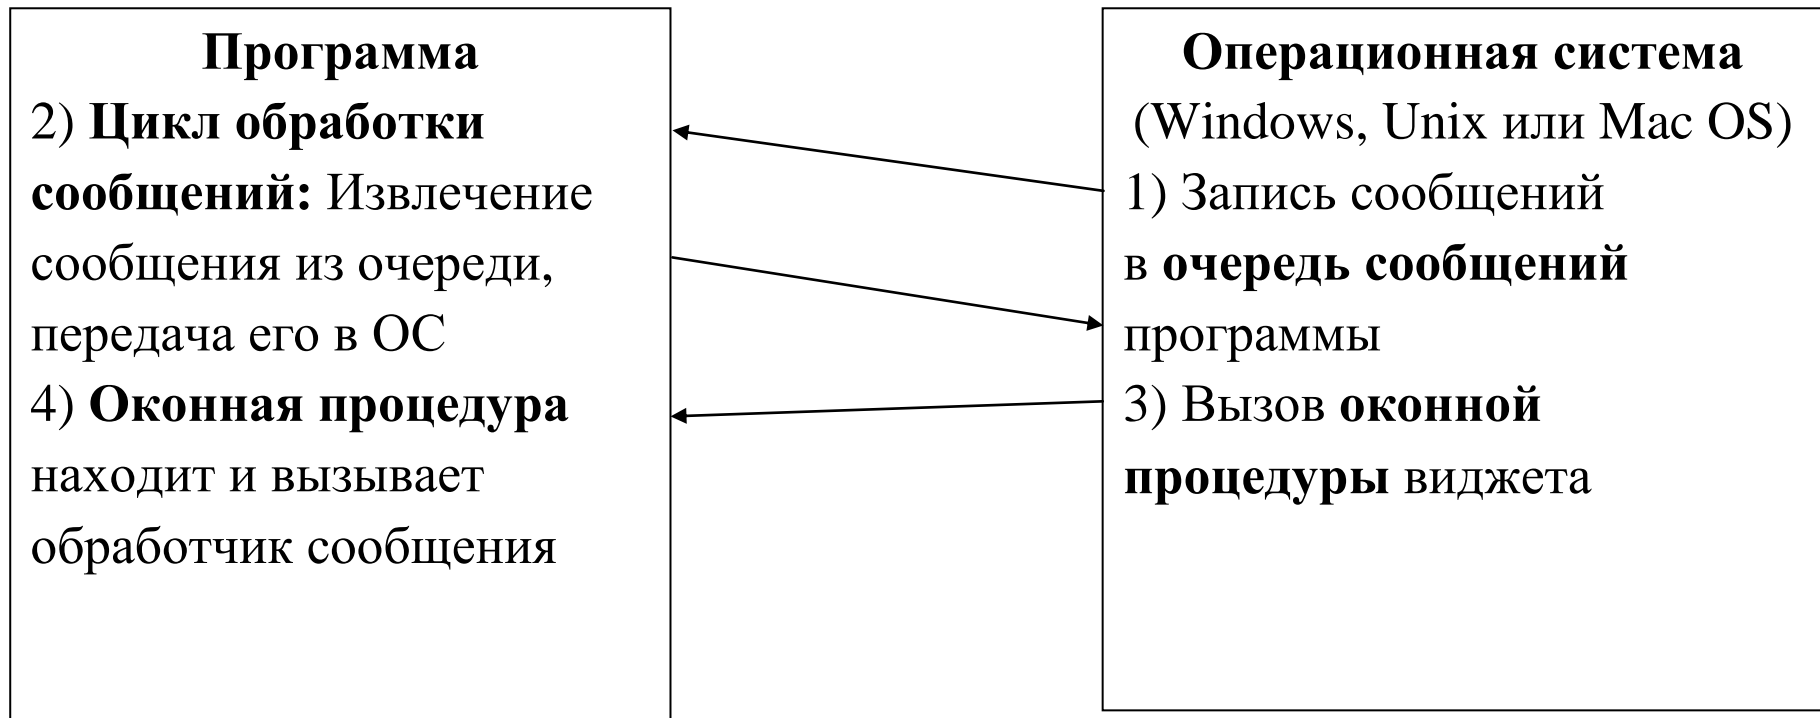 Программа
2) Цикл обработки
сообщений: Извлечение
сообщения из очереди,
передача его в ОС
4) Оконная процедура
находит и вызывает
обработчик сообщения
Операционная система
(Windows, Unix или Mac OS)
1) Запись сообщений
в очередь сообщений
программы
3) Вызов оконной
процедуры виджета